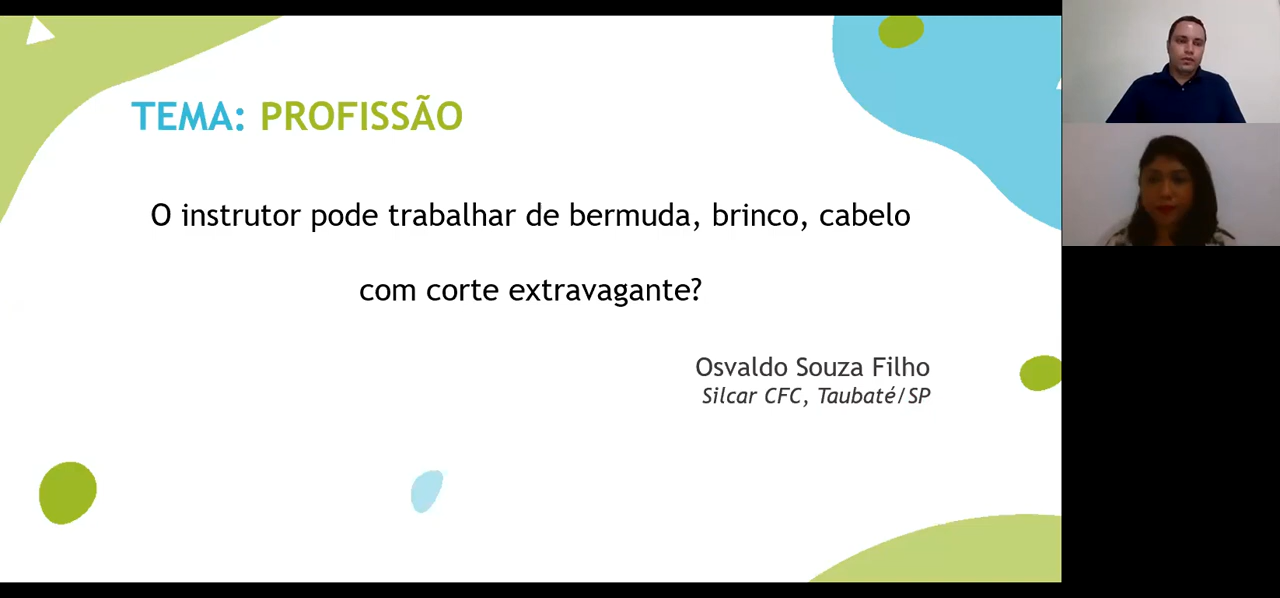 TEMA: PROFISSÃO
O instrutor pode trabalhar de bermuda, brinco, cabelo
com corte extravagante?
Osvaldo Souza Filho
Silcar CFC, Taubaté/SP